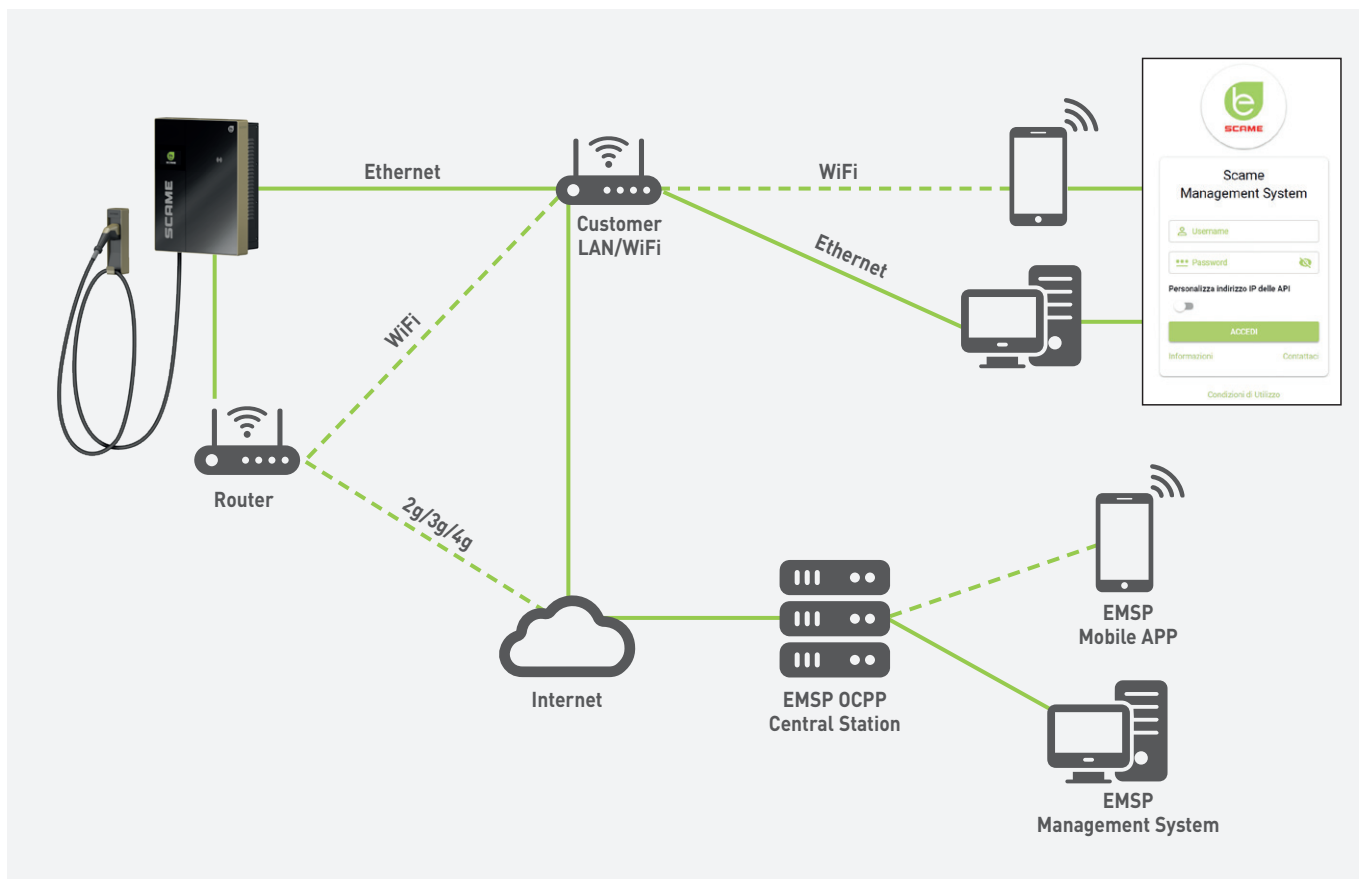 SCAME
Ethernet
Customer
LAN/WiFi
WiFi
Ethernet
SCAME
Scame
Management System
Username
*** Password
Personalizza indirizzo IP delle API
ACCEDI
Informazioni
Contattaci
Condizioni di Utilizzo
WiFi
Router
2g/3g/4g
Internet
EMSP OCPP
Central Station
EMSP
Mobile APP
EMSP
Management System